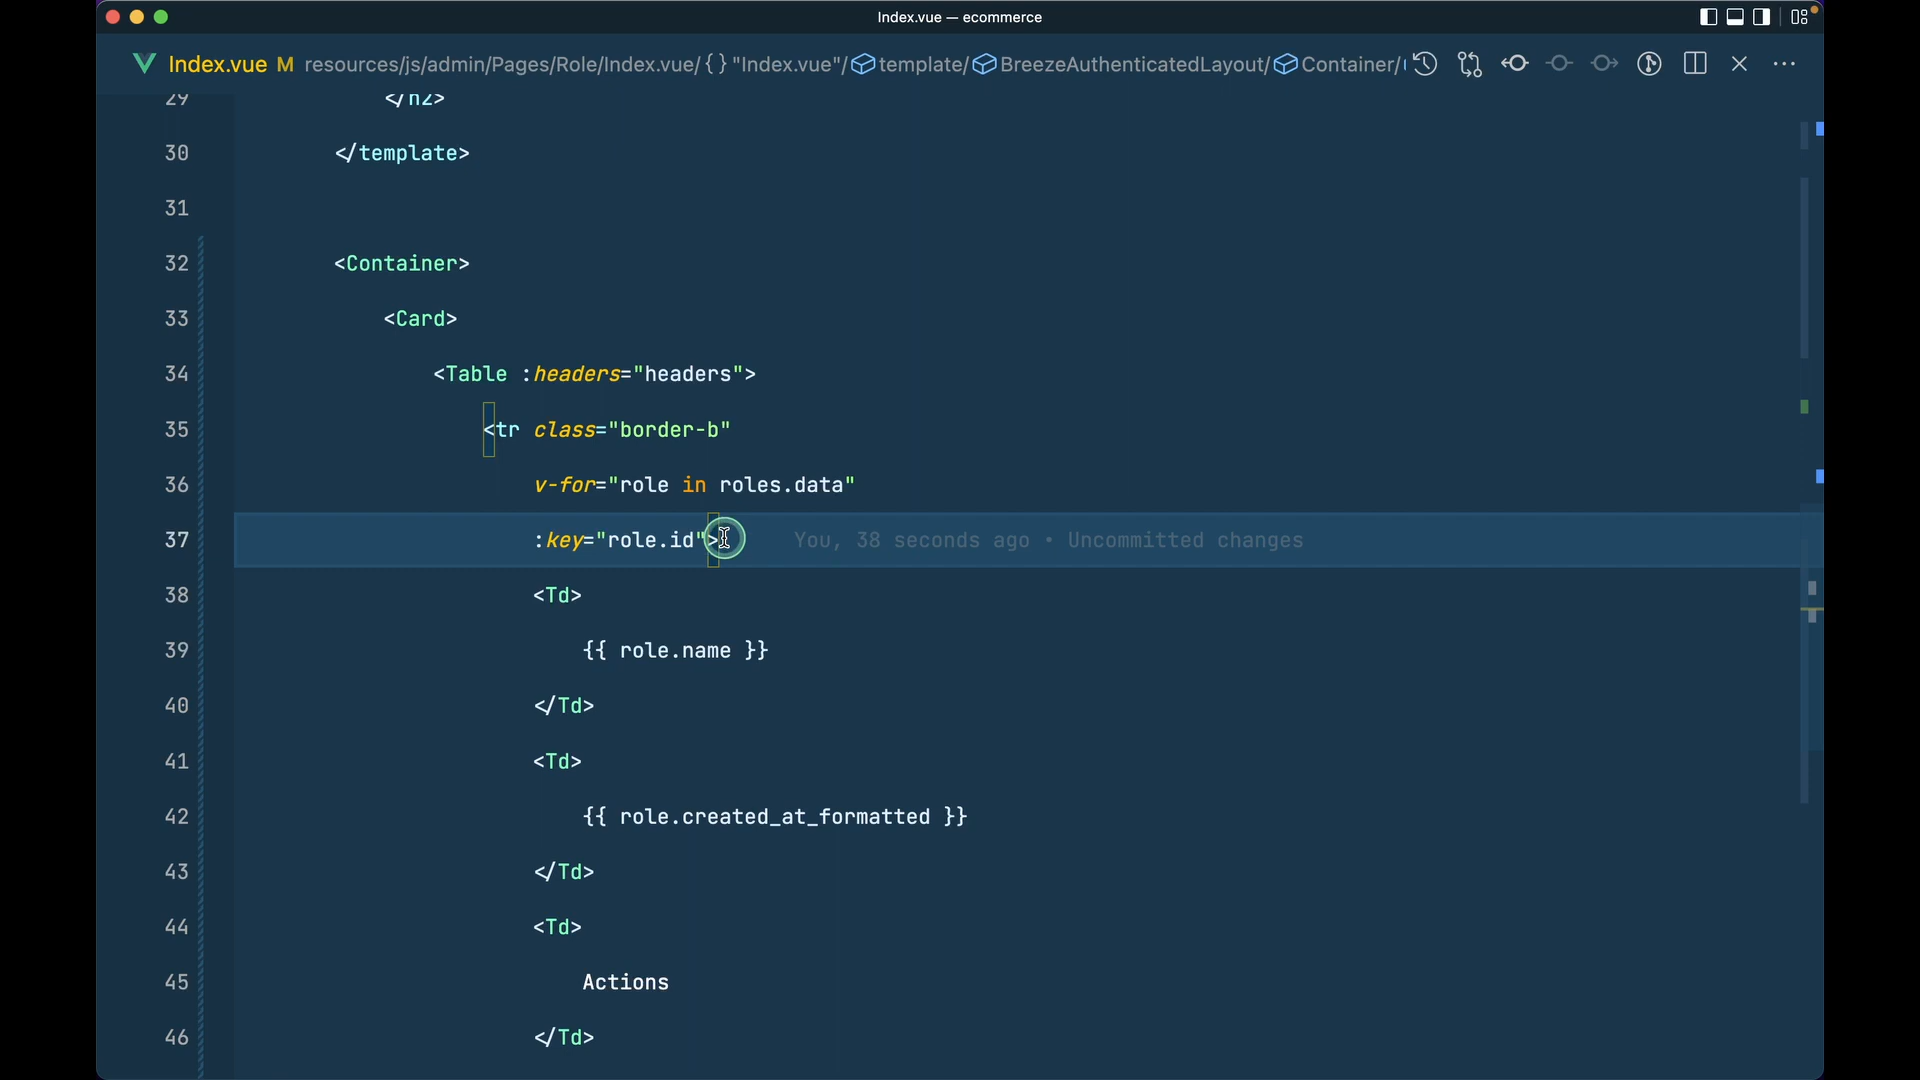 Index.vue — ecommerce
Index.vue M resources/js/admin/Pages/Role/Index.vue/ {} "Index.vue"/ template/ BreezeAuthenticatedLayout/ Container/
29 </h2>
30 </template>
31
32 <Container>
33 <Card>
34 <Table :headers="headers">
35 <tr class="border-b"
36 v-for="role in roles.data"
37 :key="role.id"> You, 38 seconds ago • Uncommitted changes
38 <Td>
39 {{ role.name }}
40 </Td>
41 <Td>
42 {{ role.created_at_formatted }}
43 </Td>
44 <Td>
45 Actions
46 </Td>